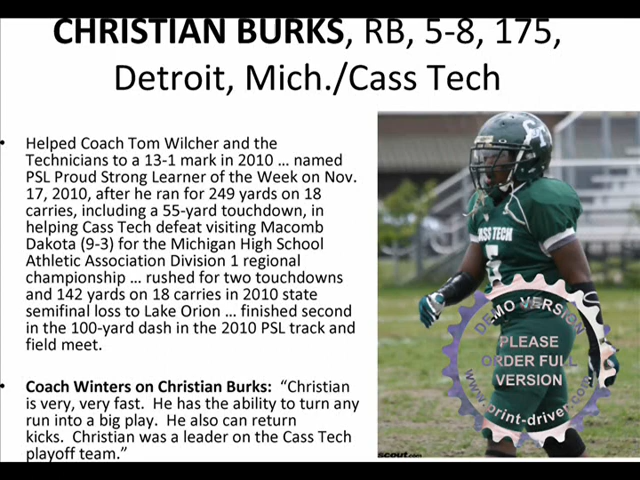 CHRISTIAN BURKS, RB, 5-8, 175,
Detroit, Mich./Cass Tech
• Helped Coach Tom Wilcher and the
Technicians to a 13-1 mark in 2010 … named
PSL Proud Strong Learner of the Week on Nov.
17, 2010, after he ran for 249 yards on 18
carries, including a 55-yard touchdown, in
helping Cass Tech defeat visiting Macomb
Dakota (9-3) for the Michigan High School
Athletic Association Division 1 regional
championship … rushed for two touchdowns
and 142 yards on 18 carries in 2010 state
semifinal loss to Lake Orion … finished second
in the 100-yard dash in the 2010 PSL track and
field meet.
• Coach Winters on Christian Burks: “Christian
is very, very fast. He has the ability to turn any
run into a big play. He also can return
kicks. Christian was a leader on the Cass Tech
playoff team.”
CASS TECH
DEMO VERSION
PLEASE
ORDER FULL
VERSION
www.print-driver.com
scout.com